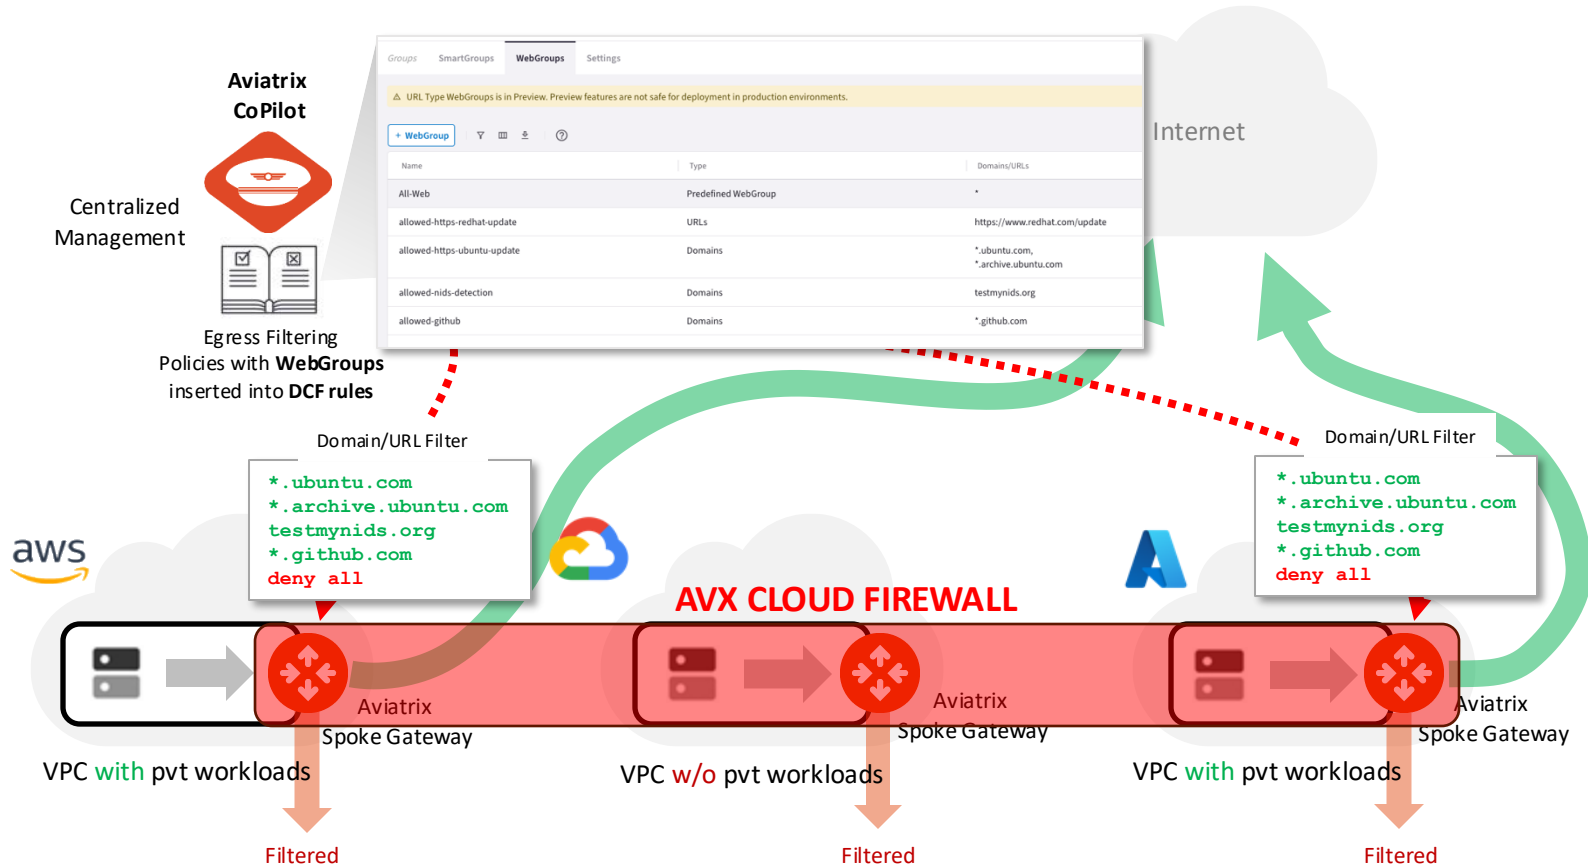 Aviatrix
CoPilot
Centralized
Management
Egress Filtering
Policies with WebGroups
inserted into DCF rules
Groups SmartGroups WebGroups Settings
URL Type WebGroups is in Preview. Preview features are not safe for deployment in production environments.
+ WebGroup ?
Name Type Domains/URLs
All-Web Predefined WebGroup *
allowed-https-redhat-update URLs https://www.redhat.com/update
allowed-https-ubuntu-update Domains *.ubuntu.com,
*.archive.ubuntu.com
allowed-nids-detection Domains testmynids.org
allowed-github Domains *.github.com
Internet
Domain/URL Filter
*.ubuntu.com
*.archive.ubuntu.com
testmynids.org
*.github.com
deny all
Domain/URL Filter
*.ubuntu.com
*.archive.ubuntu.com
testmynids.org
*.github.com
deny all
aws
AVX CLOUD FIREWALL
Aviatrix
Spoke Gateway
Aviatrix
Spoke Gateway
Aviatrix
Spoke Gateway
VPC with pvt workloads
VPC w/o pvt workloads
VPC with pvt workloads
Filtered
Filtered
Filtered